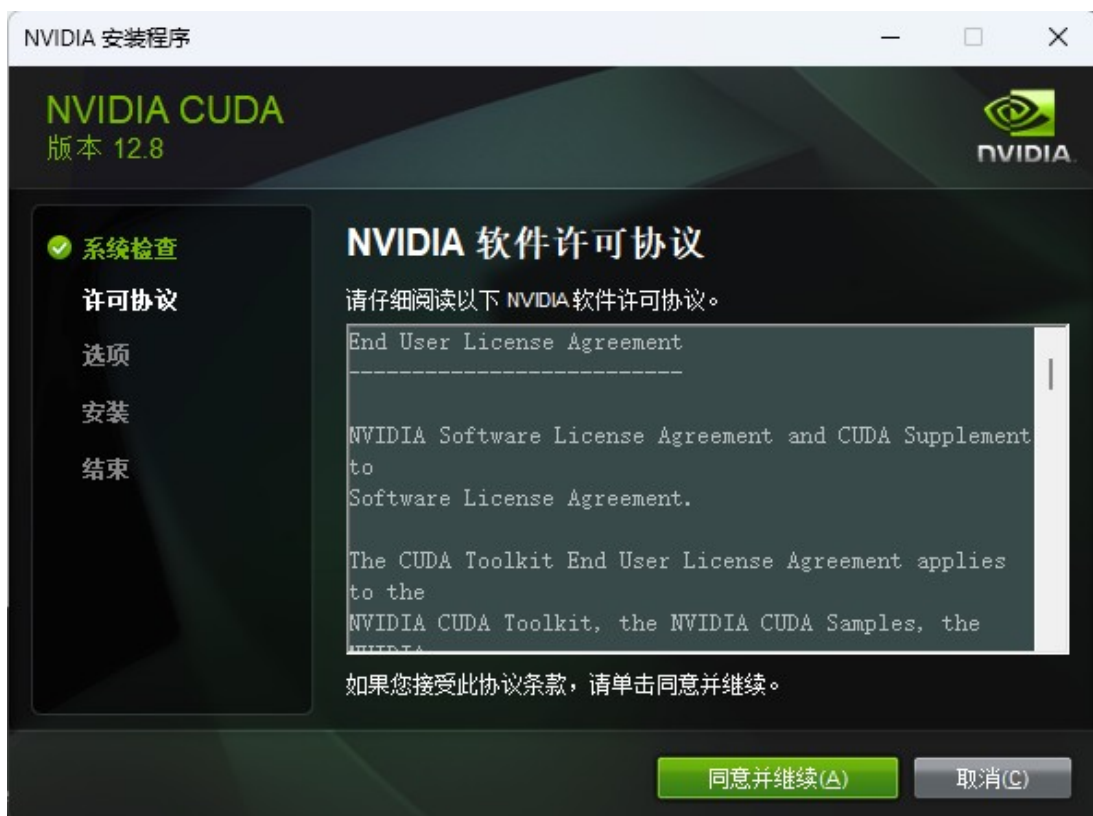 NVIDIA 安装程序
NVIDIA CUDA
版本 12.8
NVIDIA
系统检查
许可协议
选项
安装
结束
NVIDIA 软件许可协议
请仔细阅读以下 NVIDIA 软件许可协议。
End User License Agreement
--------------------------
NVIDIA Software License Agreement and CUDA Supplement
to
Software License Agreement.
The CUDA Toolkit End User License Agreement applies
to the
NVIDIA CUDA Toolkit, the NVIDIA CUDA Samples, the
如果您接受此协议条款，请单击同意并继续。
同意并继续(A)
取消(C)